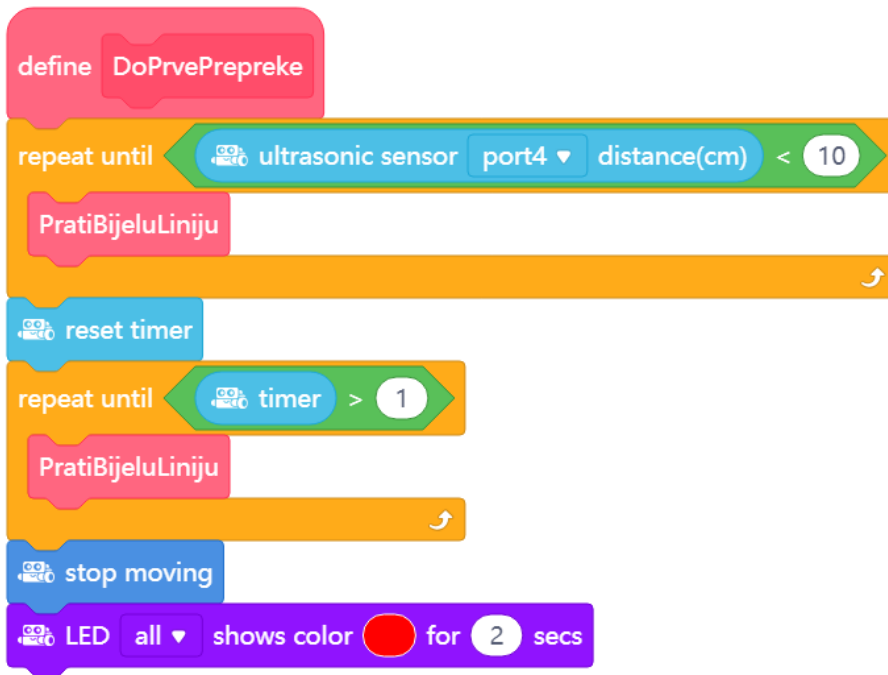 define DoPrvePrepreke
repeat until ultrasonic sensor port4 distance(cm) < 10
PratiBijeluLiniju
reset timer
repeat until timer > 1
PratiBijeluLiniju
stop moving
LED all shows color for 2 secs